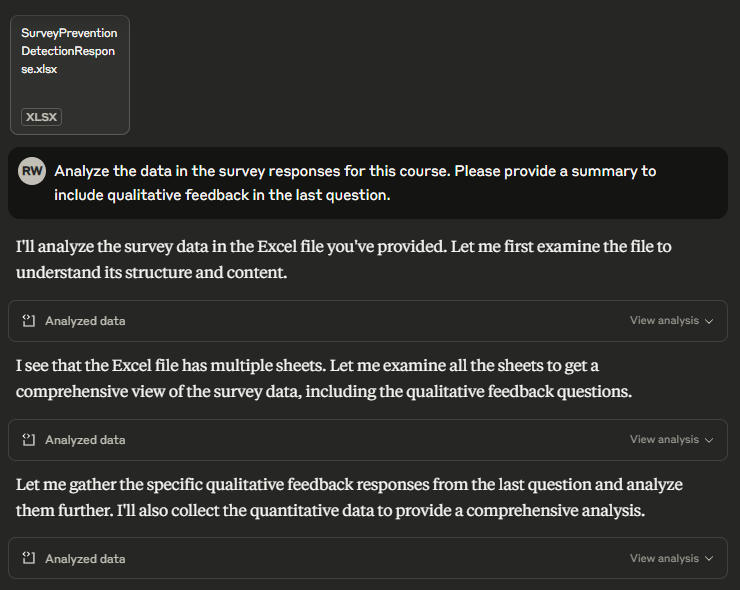 SurveyPrevention
DetectionRespon
se.xlsx
XLSX
RW
Analyze the data in the survey responses for this course. Please provide a summary to
include qualitative feedback in the last question.
I'll analyze the survey data in the Excel file you've provided. Let me first examine the file to
understand its structure and content.
Analyzed data View analysis
I see that the Excel file has multiple sheets. Let me examine all the sheets to get a
comprehensive view of the survey data, including the qualitative feedback questions.
Analyzed data View analysis
Let me gather the specific qualitative feedback responses from the last question and analyze
them further. I'll also collect the quantitative data to provide a comprehensive analysis.
Analyzed data View analysis